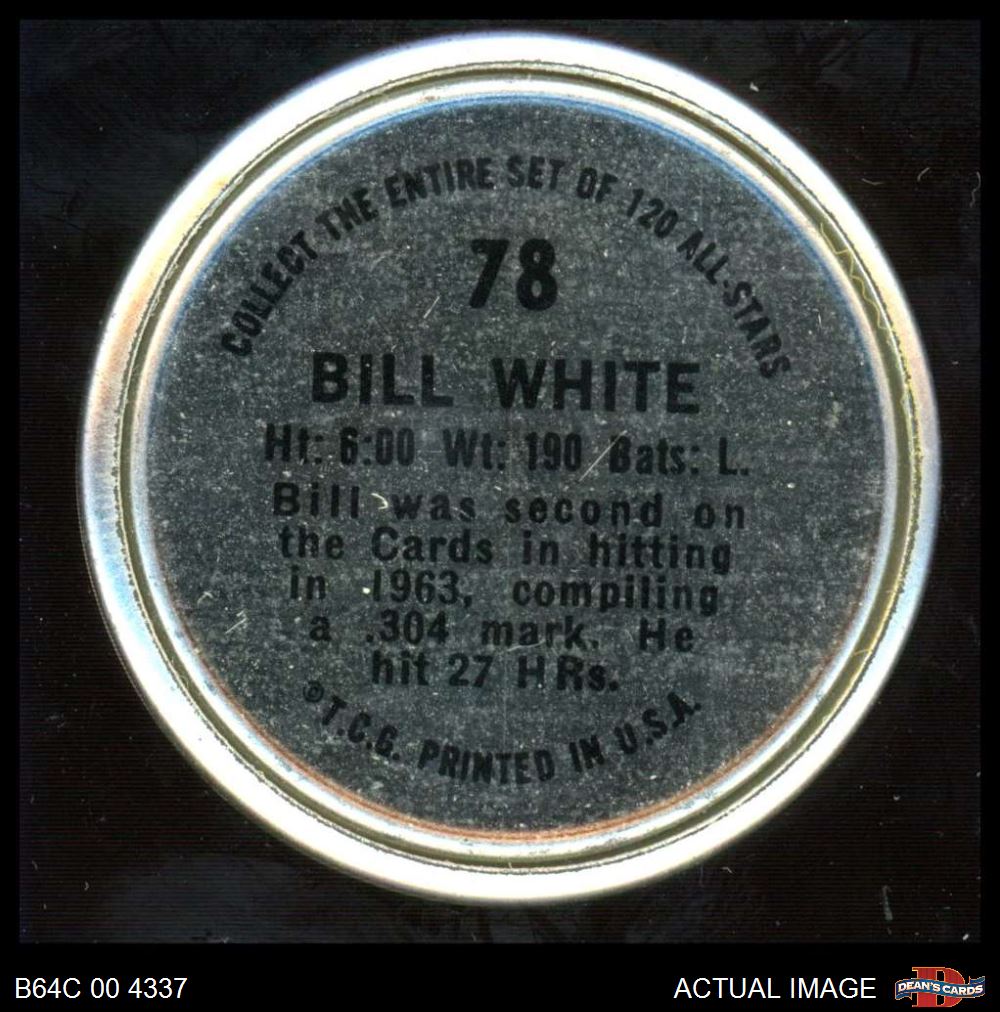 COLLECT THE ENTIRE SET OF 120 ALL-STARS
78
BILL WHITE
Ht: 6:00 Wt: 190 Bats: L.
Bill was second on
the Cards in hitting
in 1963, compiling
a .304 mark. He
hit 27 HRs.
©T.C.G. PRINTED IN U.S.A.
B64C 00 4337
ACTUAL IMAGE
DEAN'S CARDS